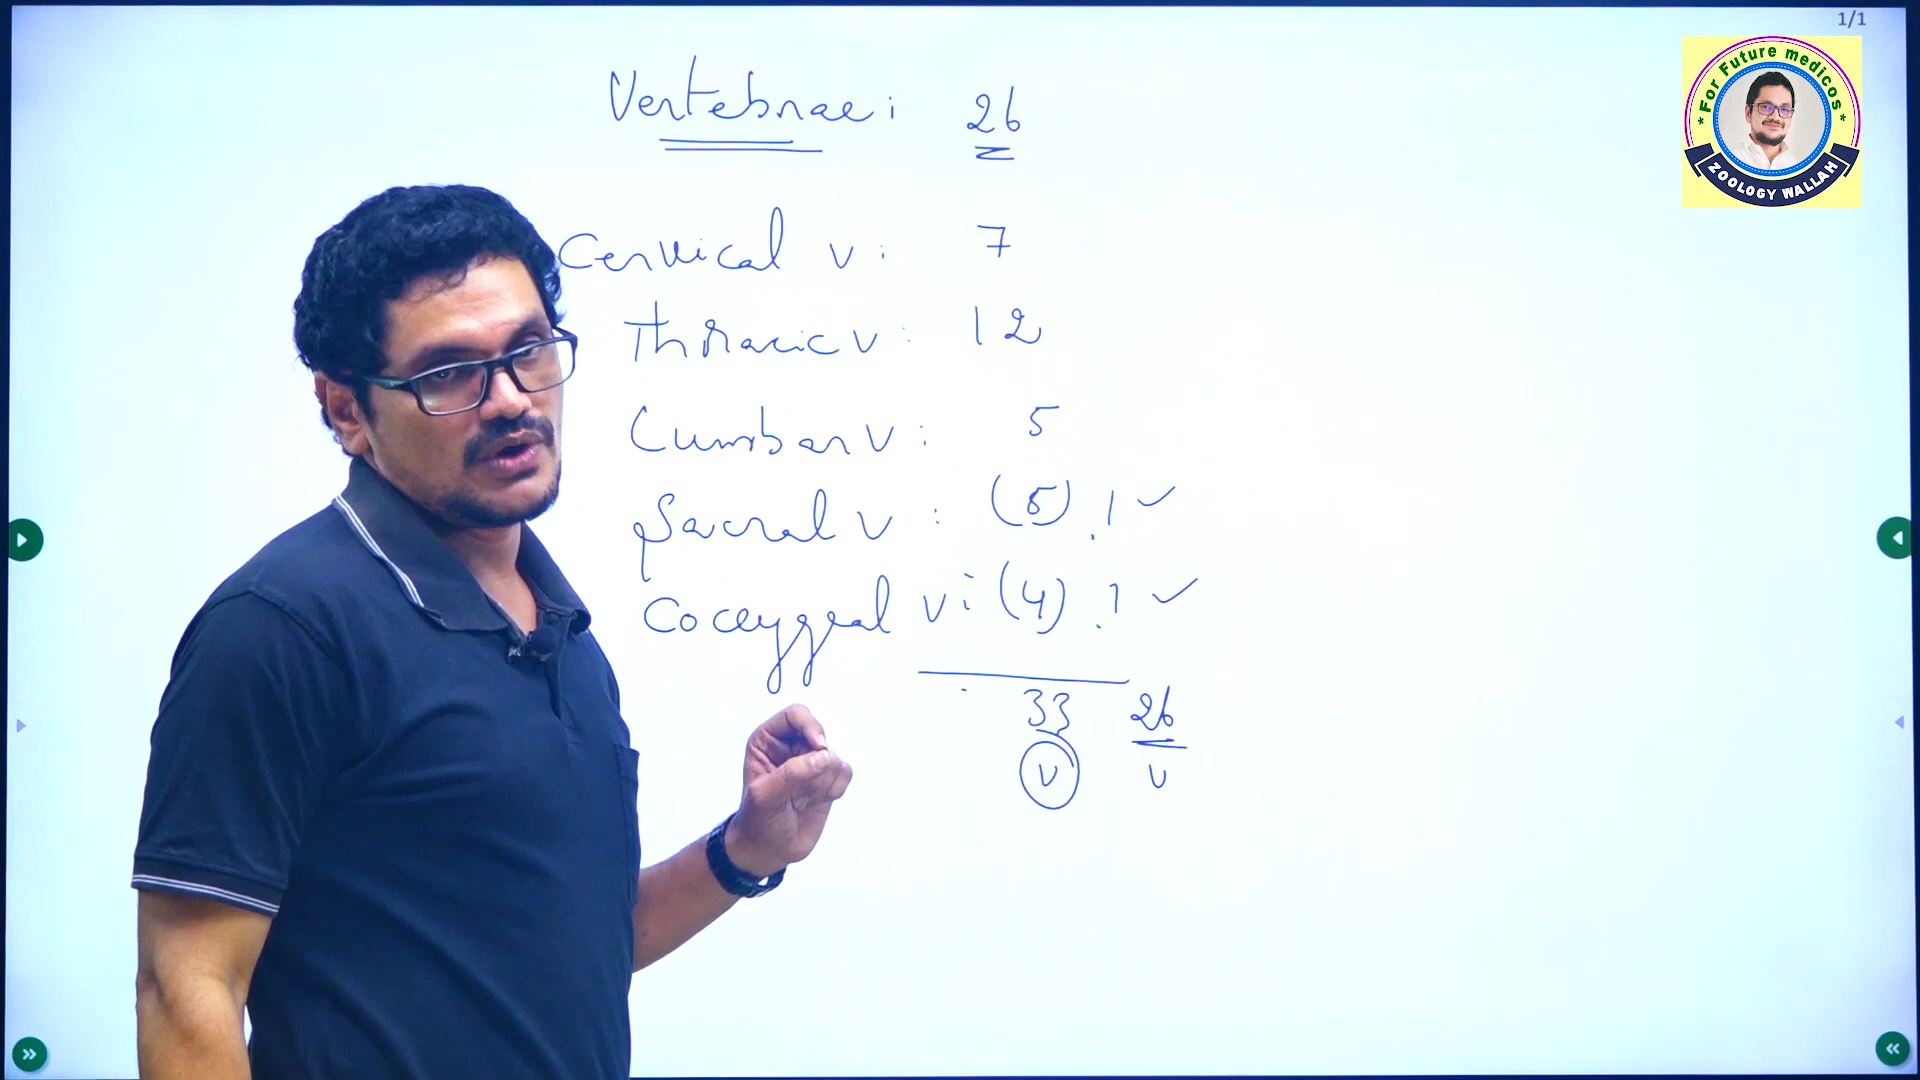 1/1
* For Future medicos *
ZOOLOGY WALLAH
Vertebrae: 26
Cervical v: 7
Thoracic v: 12
Lumbar v: 5
Sacral v: (5). 1 ✓
Coccygeal v: (4). 1 ✓
33 26
v v